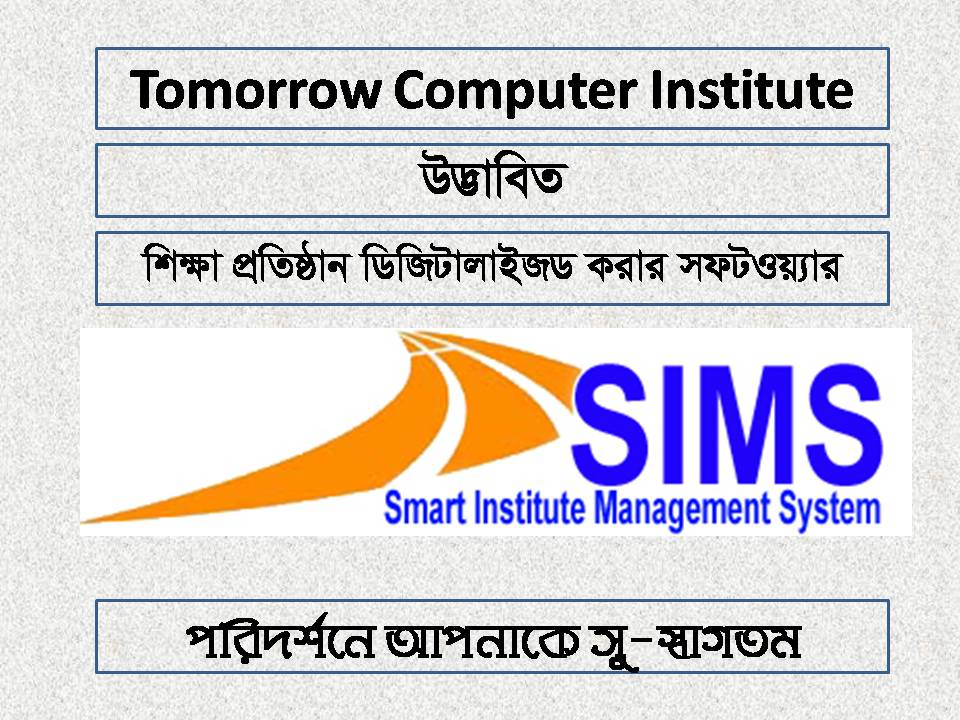 Tomorrow Computer Institute
উদ্ভাবিত
শিক্ষা প্রতিষ্ঠান ডিজিটালাইজড করার সফটওয়্যার
SIMS
Smart Institute Management System
পরিদর্শনে আপনাকে সু-স্বাগতম